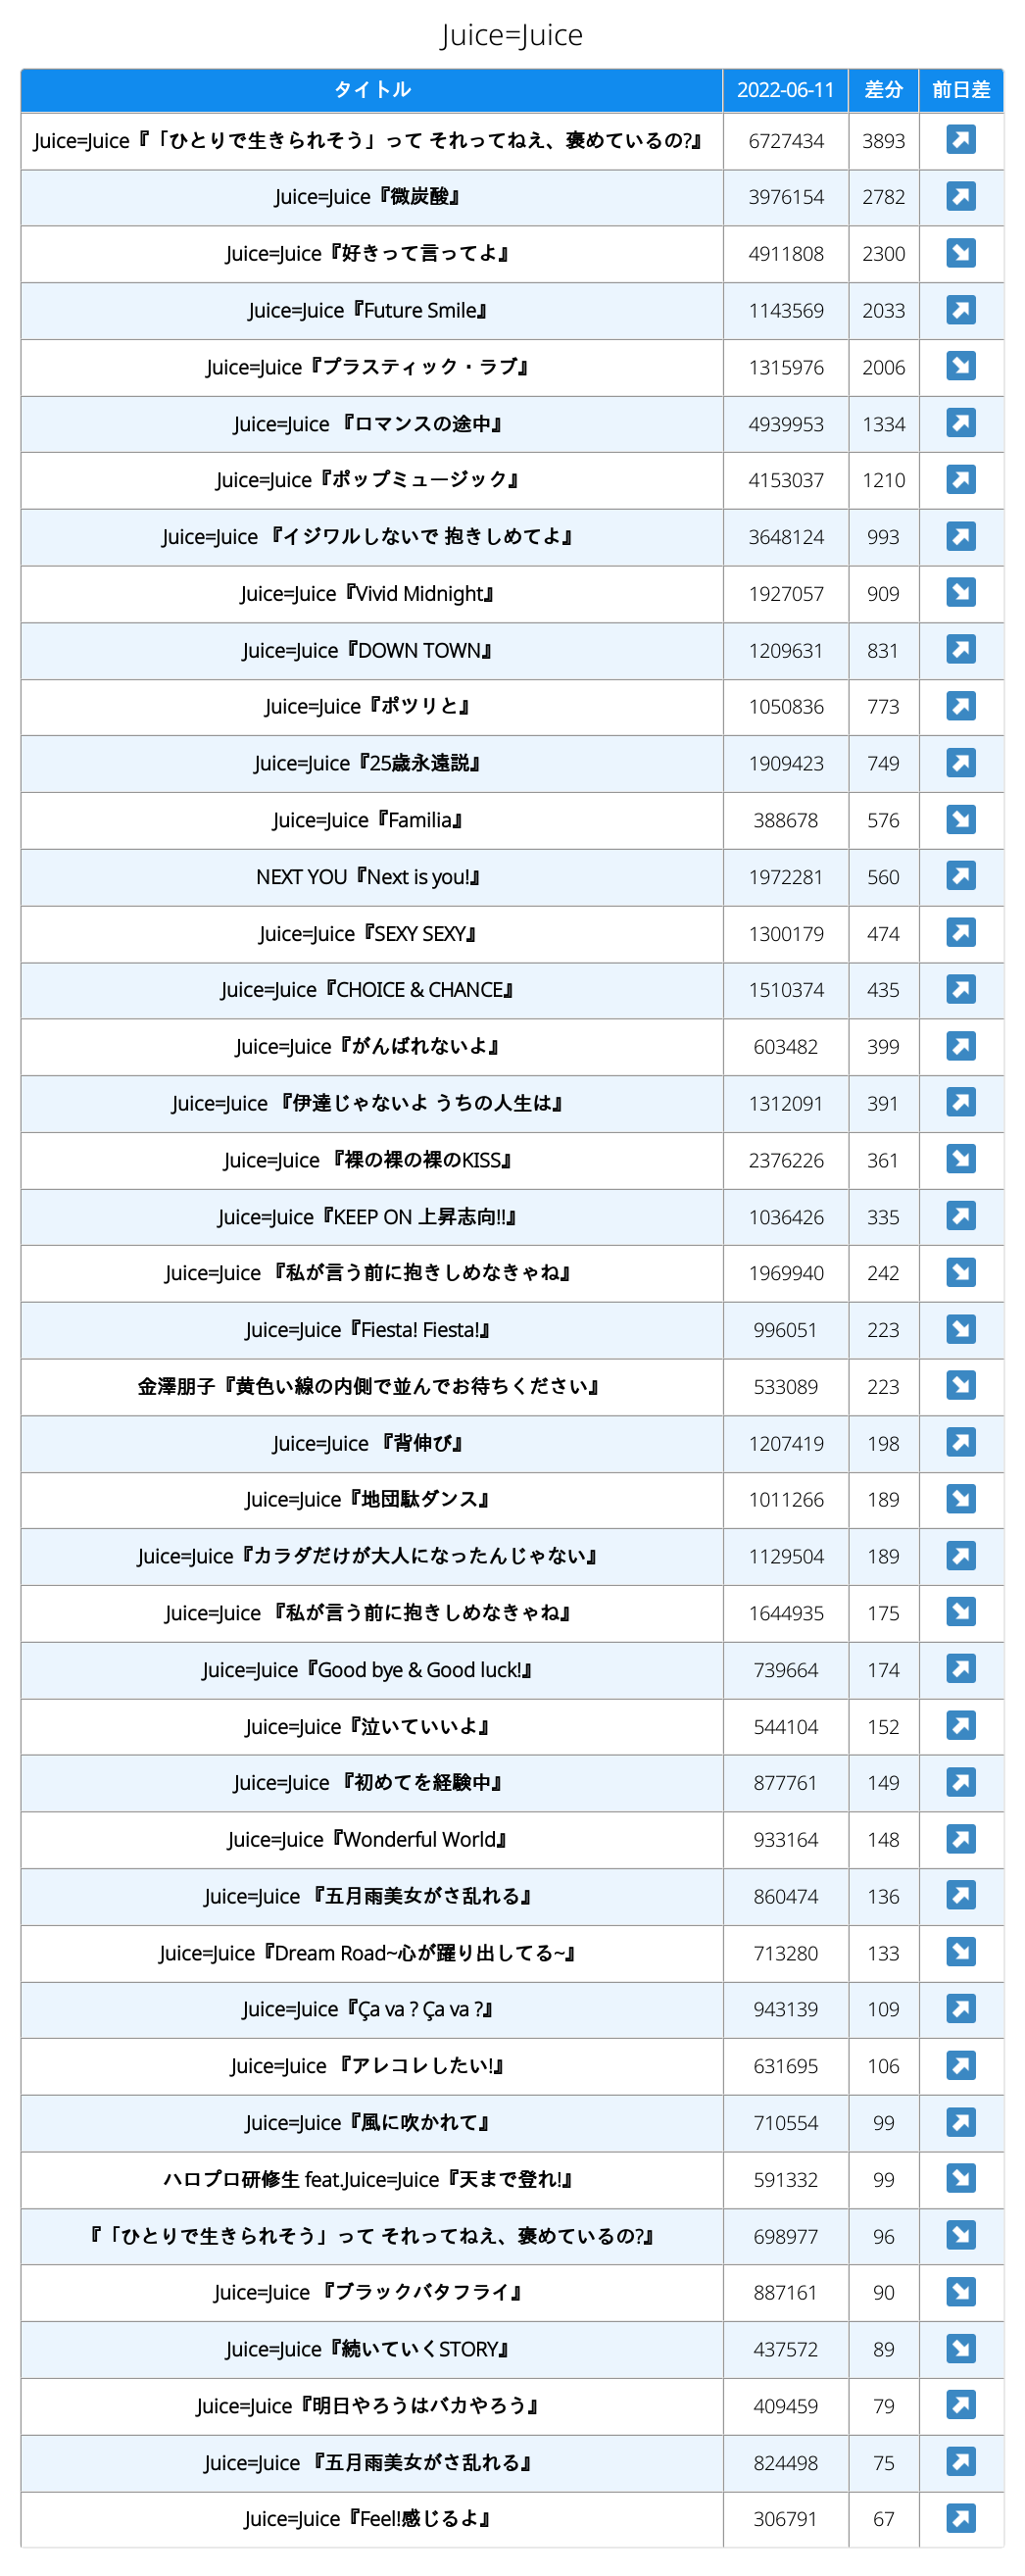 Juice=Juice
タイトル 2022-06-11 差分 前日差
Juice=Juice『「ひとりで生きられそう」って それってねえ、褒めているの?』 6727434 3893 ↗
Juice=Juice『微炭酸』 3976154 2782 ↗
Juice=Juice『好きって言ってよ』 4911808 2300 ↘
Juice=Juice『Future Smile』 1143569 2033 ↗
Juice=Juice『プラスティック・ラブ』 1315976 2006 ↘
Juice=Juice 『ロマンスの途中』 4939953 1334 ↗
Juice=Juice『ポップミュージック』 4153037 1210 ↗
Juice=Juice 『イジワルしないで 抱きしめてよ』 3648124 993 ↗
Juice=Juice『Vivid Midnight』 1927057 909 ↘
Juice=Juice『DOWN TOWN』 1209631 831 ↗
Juice=Juice『ポツリと』 1050836 773 ↗
Juice=Juice『25歳永遠説』 1909423 749 ↗
Juice=Juice『Familia』 388678 576 ↘
NEXT YOU『Next is you!』 1972281 560 ↗
Juice=Juice『SEXY SEXY』 1300179 474 ↗
Juice=Juice『CHOICE & CHANCE』 1510374 435 ↗
Juice=Juice『がんばれないよ』 603482 399 ↗
Juice=Juice 『伊達じゃないよ うちの人生は』 1312091 391 ↗
Juice=Juice 『裸の裸の裸のKISS』 2376226 361 ↘
Juice=Juice『KEEP ON 上昇志向!!』 1036426 335 ↗
Juice=Juice 『私が言う前に抱きしめなきゃね』 1969940 242 ↘
Juice=Juice『Fiesta! Fiesta!』 996051 223 ↘
金澤朋子『黄色い線の内側で並んでお待ちください』 533089 223 ↘
Juice=Juice 『背伸び』 1207419 198 ↗
Juice=Juice『地団駄ダンス』 1011266 189 ↘
Juice=Juice『カラダだけが大人になったんじゃない』 1129504 189 ↗
Juice=Juice 『私が言う前に抱きしめなきゃね』 1644935 175 ↘
Juice=Juice『Good bye & Good luck!』 739664 174 ↗
Juice=Juice『泣いていいよ』 544104 152 ↗
Juice=Juice 『初めてを経験中』 877761 149 ↗
Juice=Juice『Wonderful World』 933164 148 ↗
Juice=Juice 『五月雨美女がさ乱れる』 860474 136 ↗
Juice=Juice『Dream Road~心が躍り出してる~』 713280 133 ↘
Juice=Juice『Ça va ? Ça va ?』 943139 109 ↗
Juice=Juice 『アレコレしたい!』 631695 106 ↗
Juice=Juice『風に吹かれて』 710554 99 ↗
ハロプロ研修生 feat.Juice=Juice『天まで登れ!』 591332 99 ↘
『「ひとりで生きられそう」って それってねえ、褒めているの?』 698977 96 ↘
Juice=Juice 『ブラックバタフライ』 887161 90 ↘
Juice=Juice『続いていくSTORY』 437572 89 ↘
Juice=Juice『明日やろうはバカやろう』 409459 79 ↗
Juice=Juice 『五月雨美女がさ乱れる』 824498 75 ↗
Juice=Juice『Feel!感じるよ』 306791 67 ↗